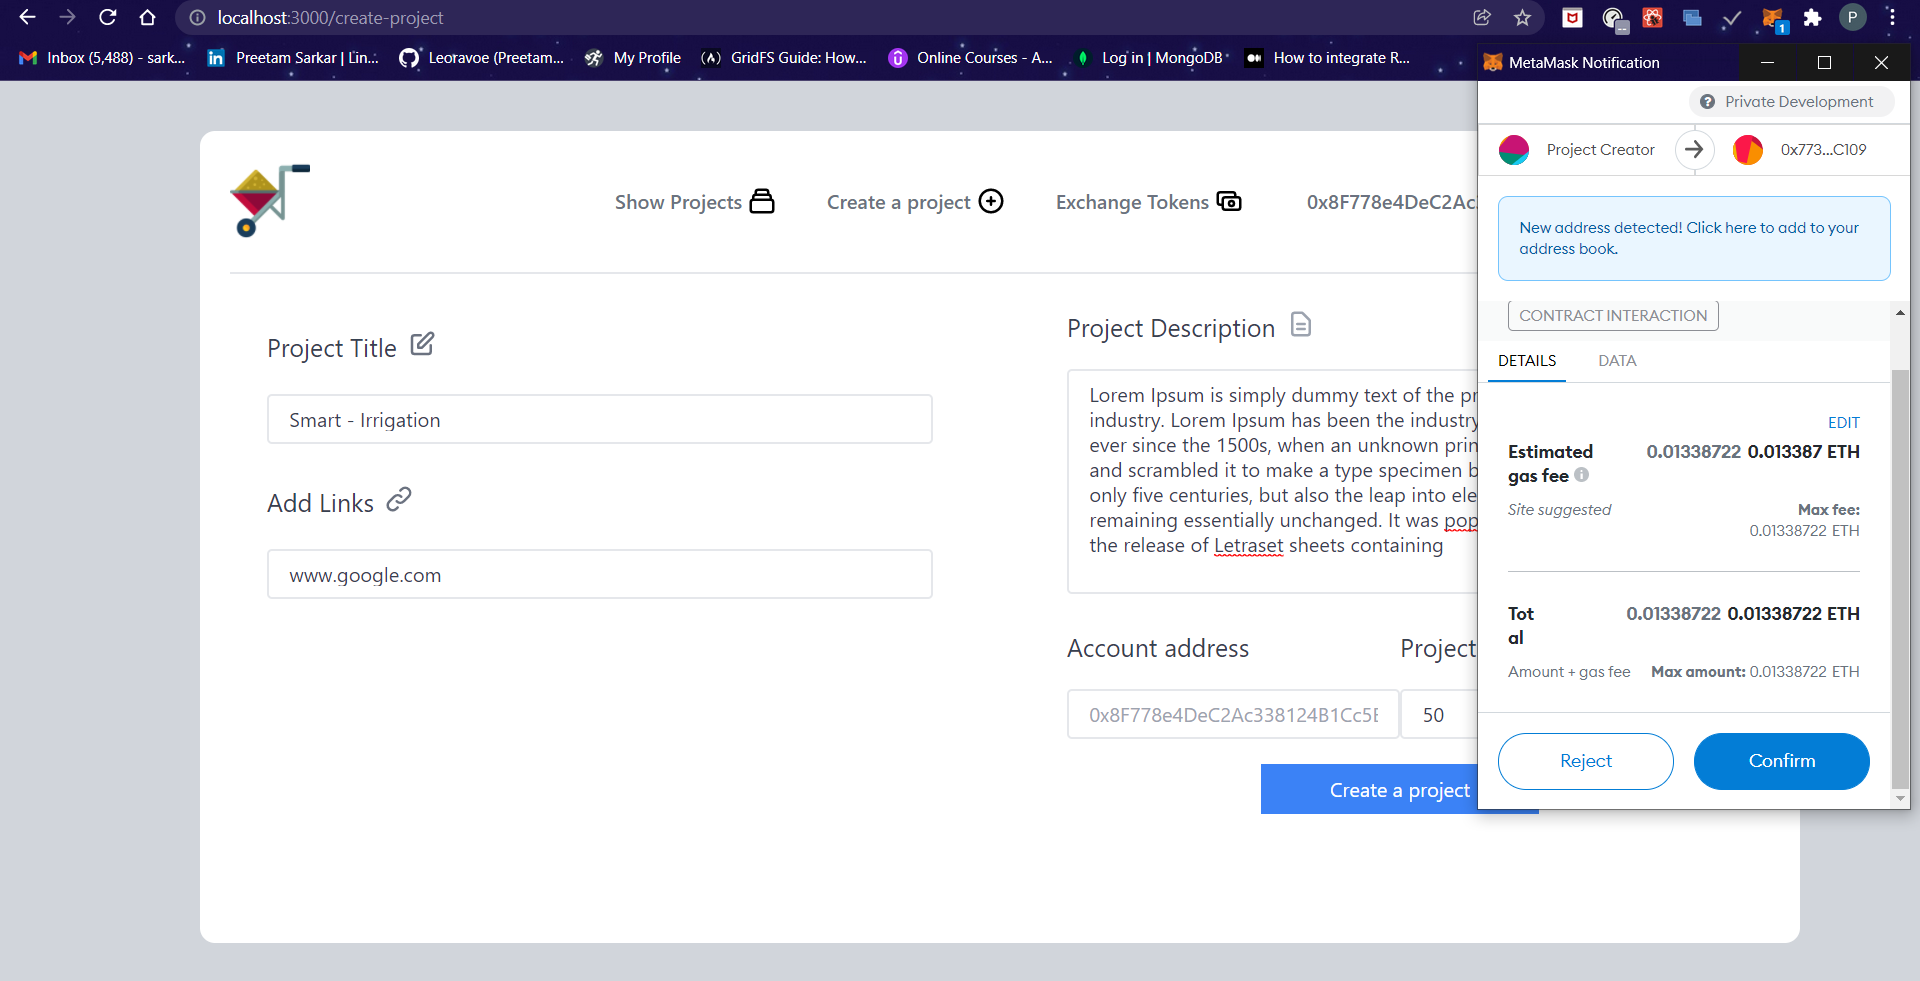 localhost:3000/create-project
P
1
Inbox (5,488) - sark...
Preetam Sarkar | Lin...
Leoravoe (Preetam...
My Profile
GridFS Guide: How...
Online Courses - A...
Log in | MongoDB
How to integrate R...
MetaMask Notification
Private Development
Project Creator
0x773...C109
New address detected! Click here to add to your
address book.
CONTRACT INTERACTION
DETAILS
DATA
EDIT
Estimated
gas fee
0.01338722 0.013387 ETH
Site suggested
Max fee:
0.01338722 ETH
Tot
al
0.01338722 0.01338722 ETH
Amount + gas fee
Max amount: 0.01338722 ETH
Reject
Confirm
Show Projects
Create a project
Exchange Tokens
0x8F778e4DeC2Ac
Project Title
Smart - Irrigation
Add Links
www.google.com
Project Description
Lorem Ipsum is simply dummy text of the pr
industry. Lorem Ipsum has been the industry
ever since the 1500s, when an unknown prin
and scrambled it to make a type specimen b
only five centuries, but also the leap into ele
remaining essentially unchanged. It was pop
the release of Letraset sheets containing
Account address
0x8F778e4DeC2Ac338124B1Cc5E
Project
50
Create a project